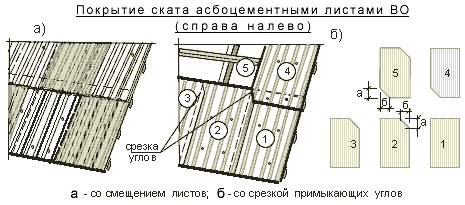 Покрытие ската асбоцементными листами ВО
(справа налево)
а)
б)
5
4
3
2
1
срезка
углов
5
4
а
б
б
а
3
2
1
а - со смещением листов; б - со срезкой примыкающих углов